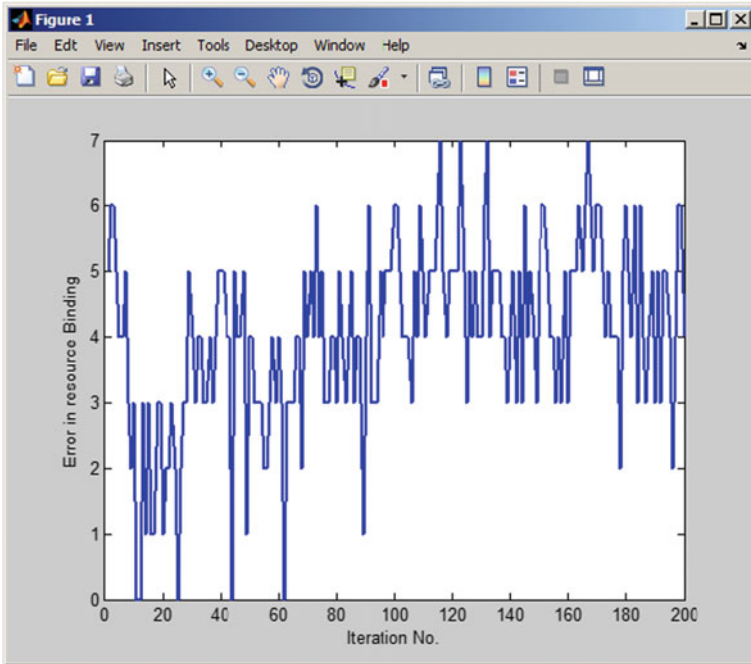 Figure 1
File Edt View Insert Tools Desktop Window Help
7
6
5
4
3
2
1
0
Error in resource Binding
0 20 40 60 80 100 120 140 160 180 200
Iteration No.